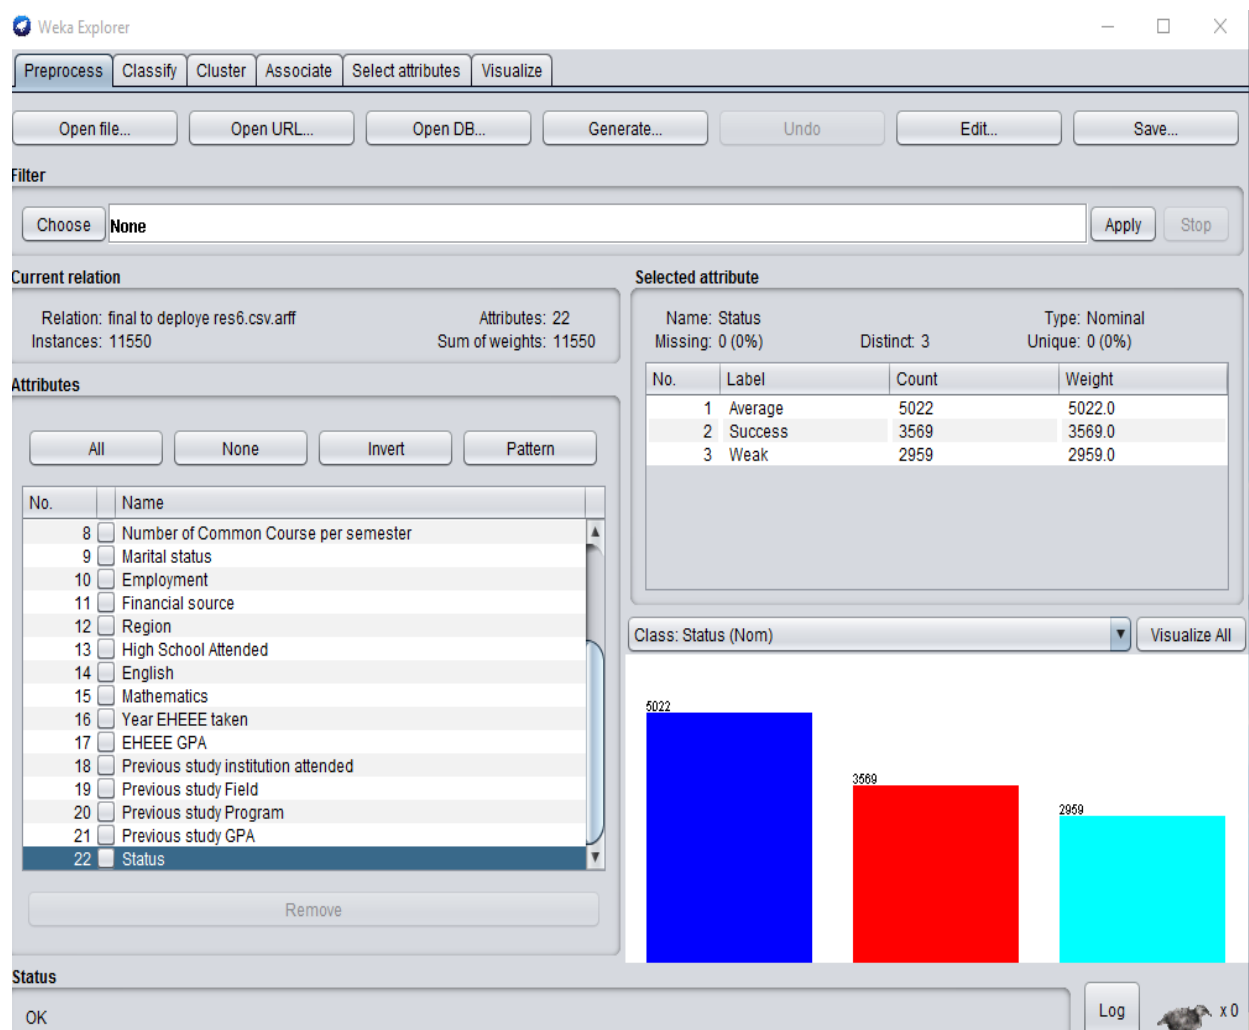 Weka Explorer
Preprocess Classify Cluster Associate Select attributes Visualize
Open file... Open URL... Open DB... Generate... Undo Edit... Save...
Filter
Choose None Apply Stop
Current relation
Relation: final to deploye res6.csv.arff Attributes: 22
Instances: 11550 Sum of weights: 11550
Attributes
All None Invert Pattern
No. Name
8 Number of Common Course per semester
9 Marital status
10 Employment
11 Financial source
12 Region
13 High School Attended
14 English
15 Mathematics
16 Year EHEEE taken
17 EHEEE GPA
18 Previous study institution attended
19 Previous study Field
20 Previous study Program
21 Previous study GPA
22 Status
Remove
Selected attribute
Name: Status Type: Nominal
Missing: 0 (0%) Distinct: 3 Unique: 0 (0%)
No. Label Count Weight
1 Average 5022 5022.0
2 Success 3569 3569.0
3 Weak 2959 2959.0
Class: Status (Nom) Visualize All
5022
3569
2959
Status
OK
Log x 0